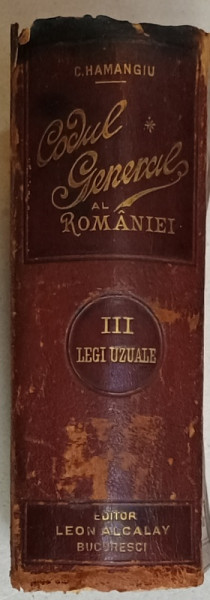 C. HAMANGIU
Codul
General
AL
ROMÂNIEI
III
LEGI UZUALE
EDITOR
LEON ALCALAY
BUCURESCI